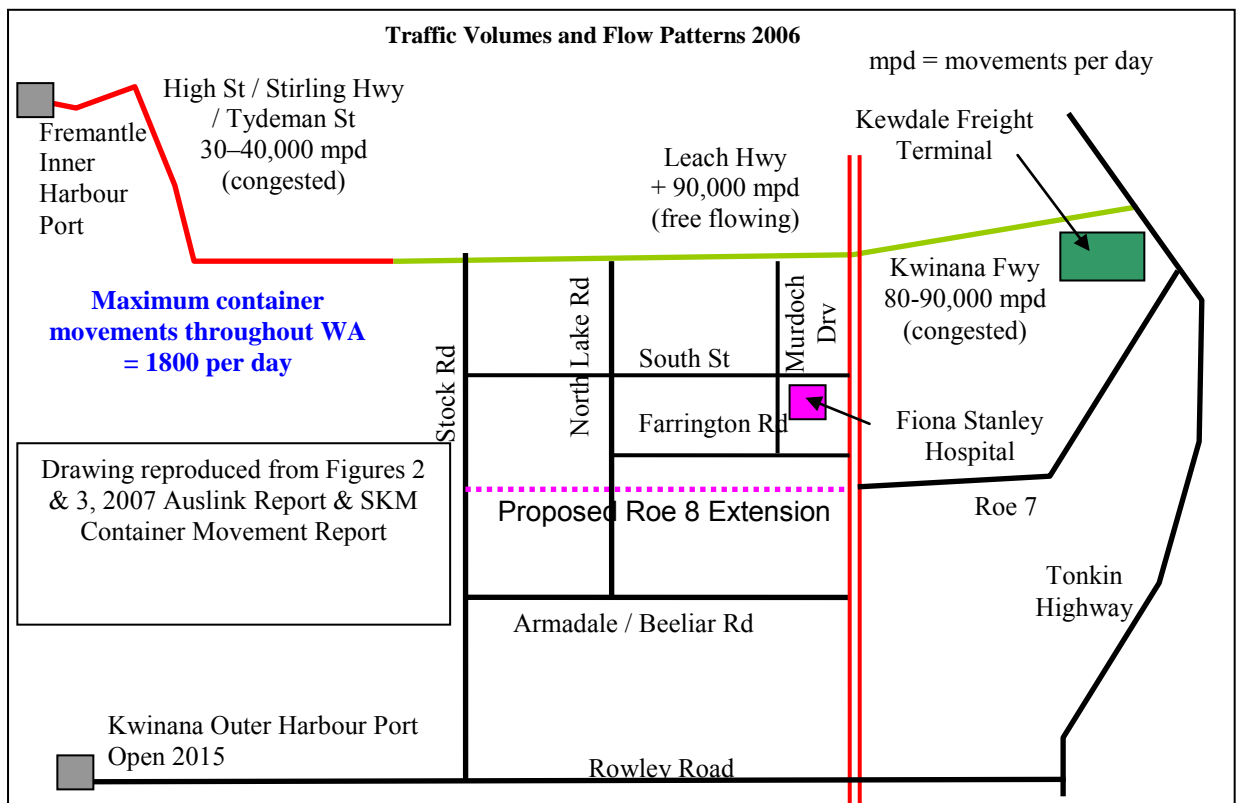 Traffic Volumes and Flow Patterns 2006
mpd = movements per day
High St / Stirling Hwy
/ Tydeman St
30–40,000 mpd
(congested)
Fremantle
Inner
Harbour
Port
Kewdale Freight
Terminal
Leach Hwy
+ 90,000 mpd
(free flowing)
Maximum container
movements throughout WA
= 1800 per day
Kwinana Fwy
80-90,000 mpd
(congested)
Stock Rd
North Lake Rd
Murdoch
Drv
South St
Farrington Rd
Fiona Stanley
Hospital
Drawing reproduced from Figures 2
& 3, 2007 Auslink Report & SKM
Container Movement Report
Proposed Roe 8 Extension
Roe 7
Tonkin
Highway
Armadale / Beeliar Rd
Kwinana Outer Harbour Port
Open 2015
Rowley Road